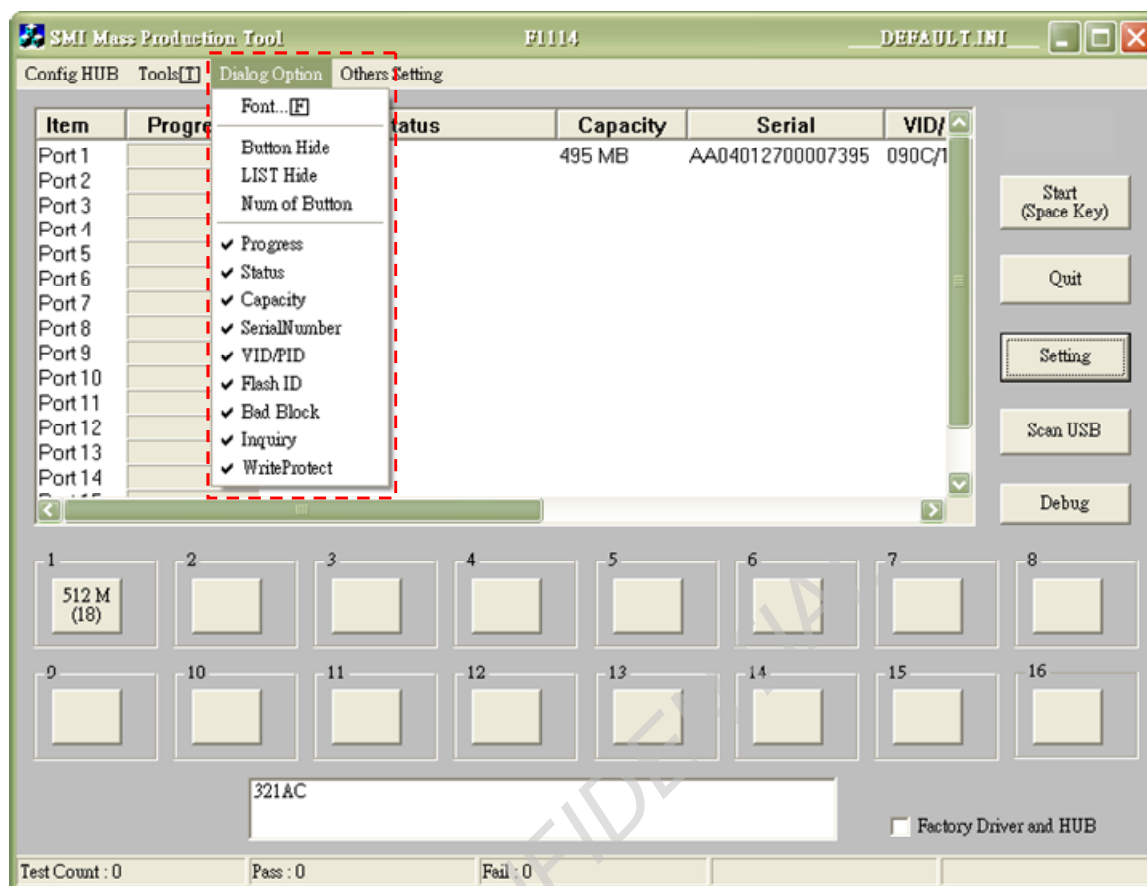 SMI Mass Production Tool F1114 ___DEFAULT.INI___
Config HUB Tools[T] Dialog Option Others Setting
Font...[F]
Button Hide
LIST Hide
Num of Button
✔ Progress
✔ Status
✔ Capacity
✔ SerialNumber
✔ VID/PID
✔ Flash ID
✔ Bad Block
✔ Inquiry
✔ WriteProtect
Item Progre tatus Capacity Serial VID/
Port 1 495 MB AA04012700007395 090C/1
Port 2
Port 3
Port 4
Port 5
Port 6
Port 7
Port 8
Port 9
Port 10
Port 11
Port 12
Port 13
Port 14
Start
(Space Key)
Quit
Setting
Scan USB
Debug
1 2 3 4 5 6 7 8
512 M
(18)
9 10 11 12 13 14 15 16
321AC
Factory Driver and HUB
Test Count : 0 Pass : 0 Fail : 0